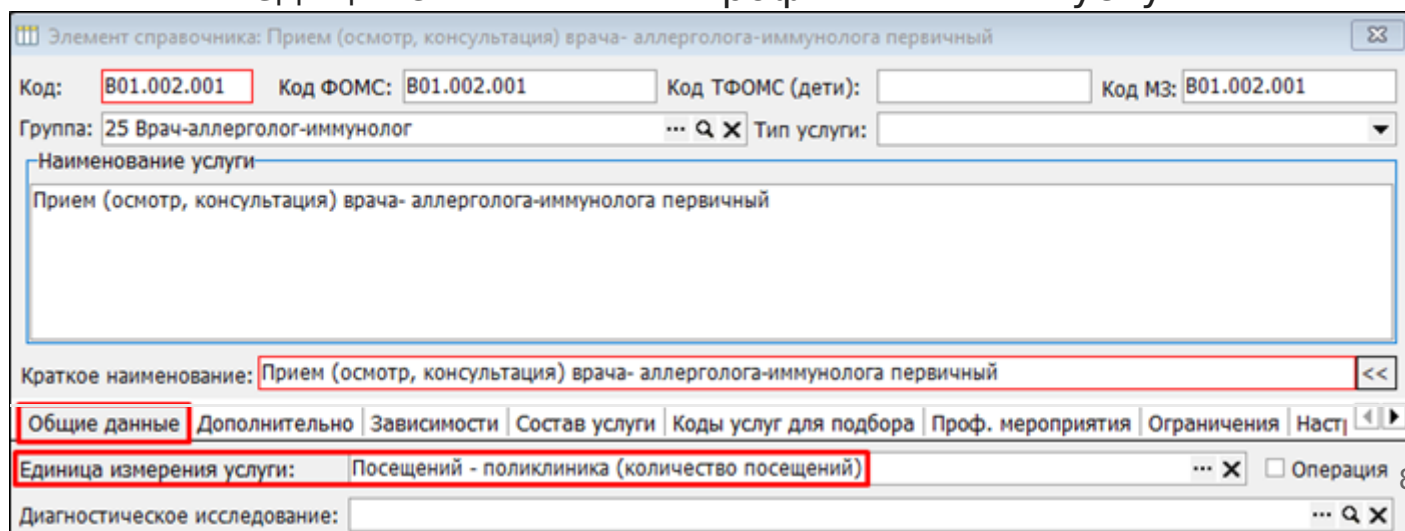 Элемент справочника: Прием (осмотр, консультация) врача- аллерголога-иммунолога первичный
Код: B01.002.001 Код ФОМС: B01.002.001 Код ТФОМС (дети): Код МЗ: B01.002.001
Группа: 25 Врач-аллерголог-иммунолог Тип услуги:
Наименование услуги
Прием (осмотр, консультация) врача- аллерголога-иммунолога первичный
Краткое наименование: Прием (осмотр, консультация) врача- аллерголога-иммунолога первичный <<
Общие данные Дополнительно Зависимости Состав услуги Коды услуг для подбора Проф. мероприятия Ограничения Наст
Единица измерения услуги: Посещений - поликлиника (количество посещений) ... Операция
Диагностическое исследование: ...